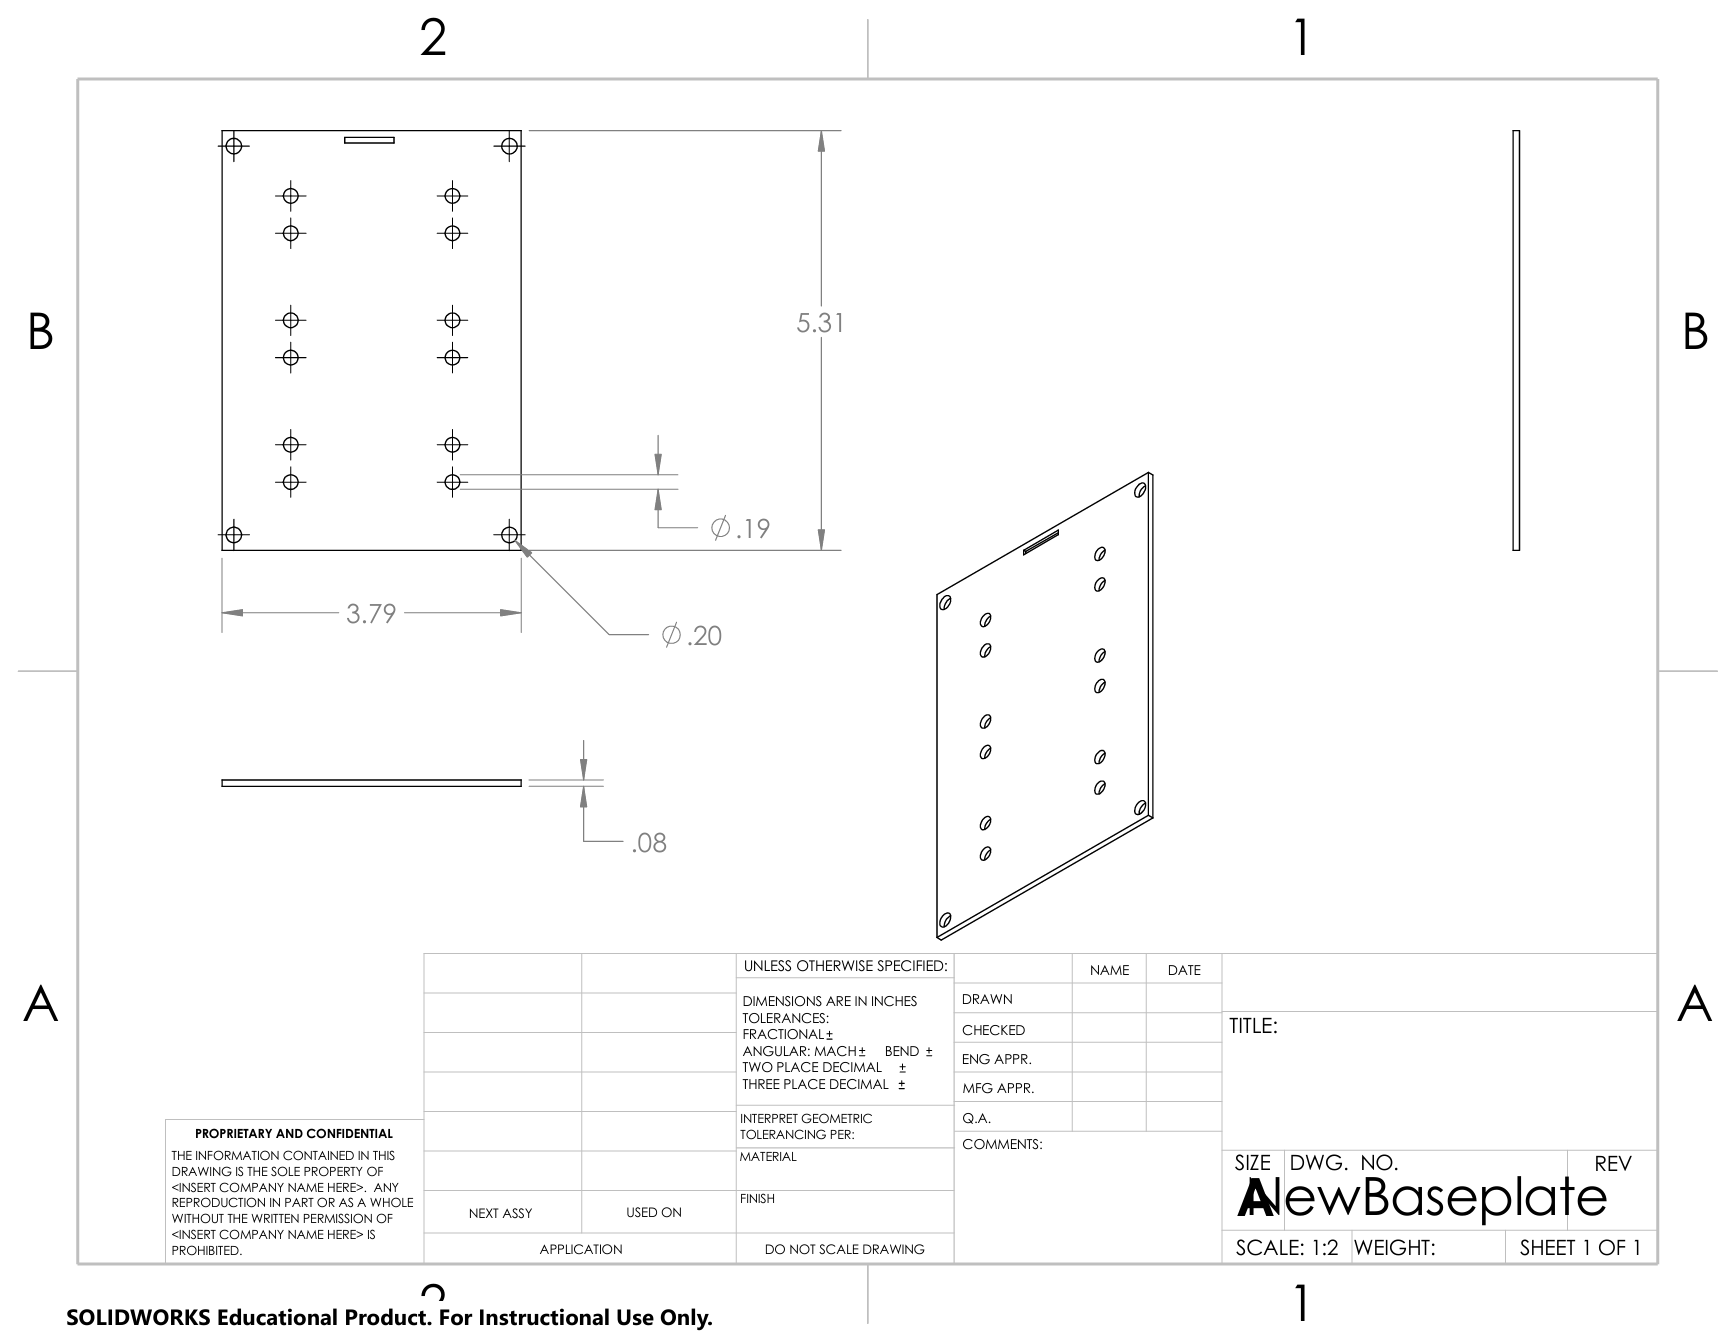 2 1
B B
5.31
⌀.19
3.79
⌀.20
.08
A A
UNLESS OTHERWISE SPECIFIED:
DIMENSIONS ARE IN INCHES
TOLERANCES:
FRACTIONAL±
ANGULAR: MACH± BEND ±
TWO PLACE DECIMAL ±
THREE PLACE DECIMAL ±
INTERPRET GEOMETRIC
TOLERANCING PER:
MATERIAL
FINISH
DO NOT SCALE DRAWING
NAME DATE
DRAWN
CHECKED
ENG APPR.
MFG APPR.
Q.A.
COMMENTS:
TITLE:
SIZE DWG. NO. REV
A NewBaseplate
SCALE: 1:2 WEIGHT: SHEET 1 OF 1
PROPRIETARY AND CONFIDENTIAL
THE INFORMATION CONTAINED IN THIS
DRAWING IS THE SOLE PROPERTY OF
<INSERT COMPANY NAME HERE>. ANY
REPRODUCTION IN PART OR AS A WHOLE
WITHOUT THE WRITTEN PERMISSION OF
<INSERT COMPANY NAME HERE> IS
PROHIBITED.
NEXT ASSY USED ON
APPLICATION
2 1
SOLIDWORKS Educational Product. For Instructional Use Only.